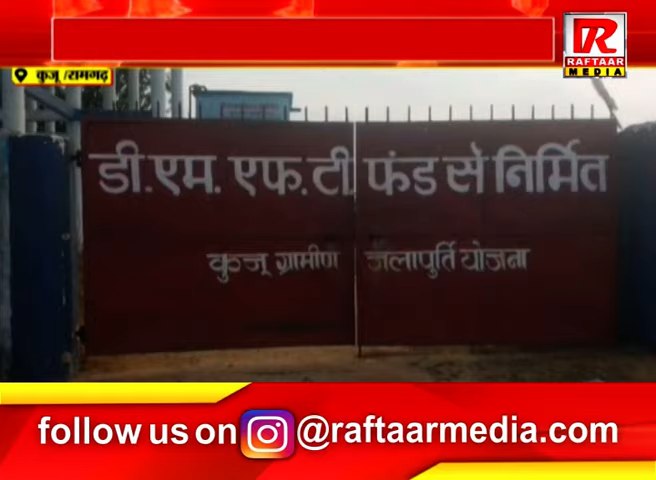 RAFTAAR
MEDIA
कुजू /रामगढ़
डी.एम. एफ.टी. फंड से निर्मित
कुजू ग्रामीण जलापुर्ति योजना
follow us on @raftaarmedia.com